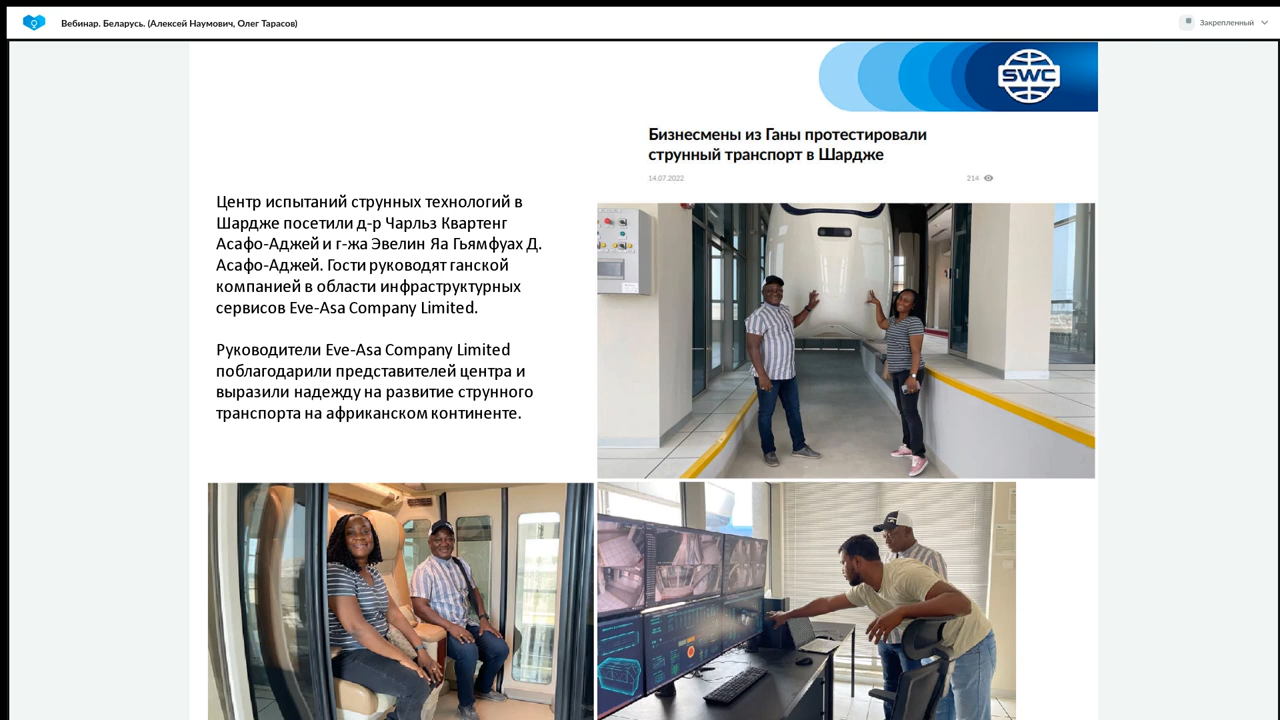 Вебинар. Беларусь. (Алексей Наумович, Олег Тарасов)
Закрепленный
SWC
Бизнесмены из Ганы протестировали
струнный транспорт в Шардже
14.07.2022
214
Центр испытаний струнных технологий в
Шардже посетили д-р Чарльз Квартенг
Асафо-Аджей и г-жа Эвелин Яа Гьямфуах Д.
Асафо-Аджей. Гости руководят ганской
компанией в области инфраструктурных
сервисов Eve-Asa Company Limited.
Руководители Eve-Asa Company Limited
поблагодарили представителей центра и
выразили надежду на развитие струнного
транспорта на африканском континенте.